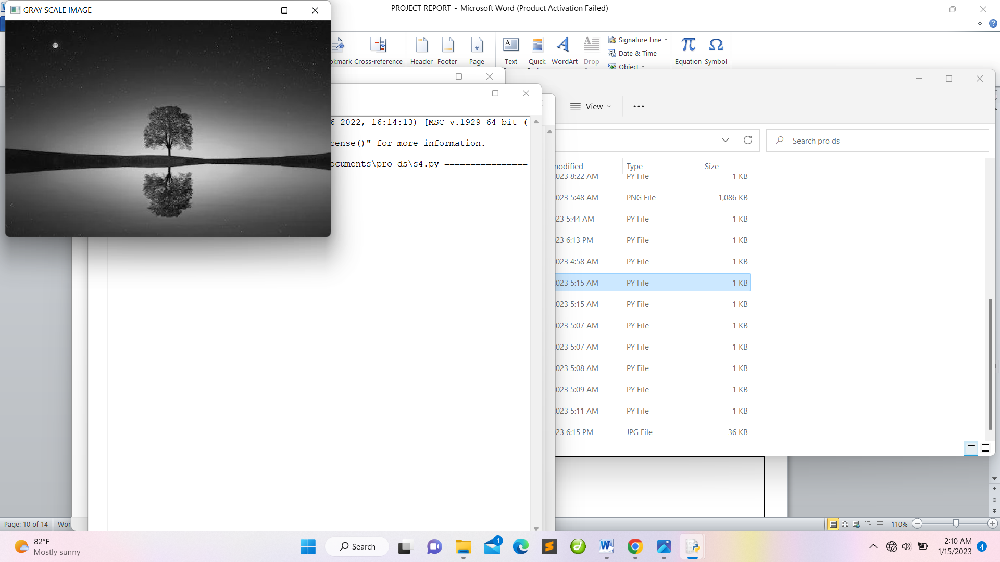 GRAY SCALE IMAGE
PROJECT REPORT - Microsoft Word (Product Activation Failed)
Cross-reference
Header
Footer
Page
Text
Quick
WordArt
Drop
Signature Line
Date & Time
Object
Equation
Symbol
6 2022, 16:14:13) [MSC v.1929 64 bit (
cense()" for more information.
ocuments\pro ds\s4.py ================
View
Search pro ds
modified Type Size
023 8:22 AM PY File 1 KB
023 5:48 AM PNG File 1,086 KB
23 5:44 AM PY File 1 KB
23 6:13 PM PY File 1 KB
023 4:58 AM PY File 1 KB
023 5:15 AM PY File 1 KB
023 5:15 AM PY File 1 KB
023 5:07 AM PY File 1 KB
023 5:07 AM PY File 1 KB
023 5:08 AM PY File 1 KB
023 5:09 AM PY File 1 KB
023 5:11 AM PY File 1 KB
23 6:15 PM JPG File 36 KB
Page: 10 of 14
Wor
110%
82°F
Mostly sunny
Search
1
2:10 AM
1/15/2023
4